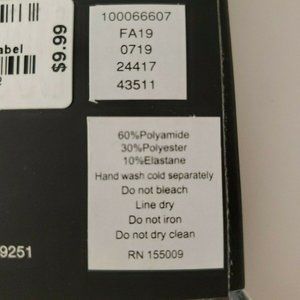 abel
$9.99
100066607
FA19
0719
24417
43511
60%Polyamide
30%Polyester
10%Elastane
Hand wash cold separately
Do not bleach
Line dry
Do not iron
Do not dry clean
RN 155009
9251